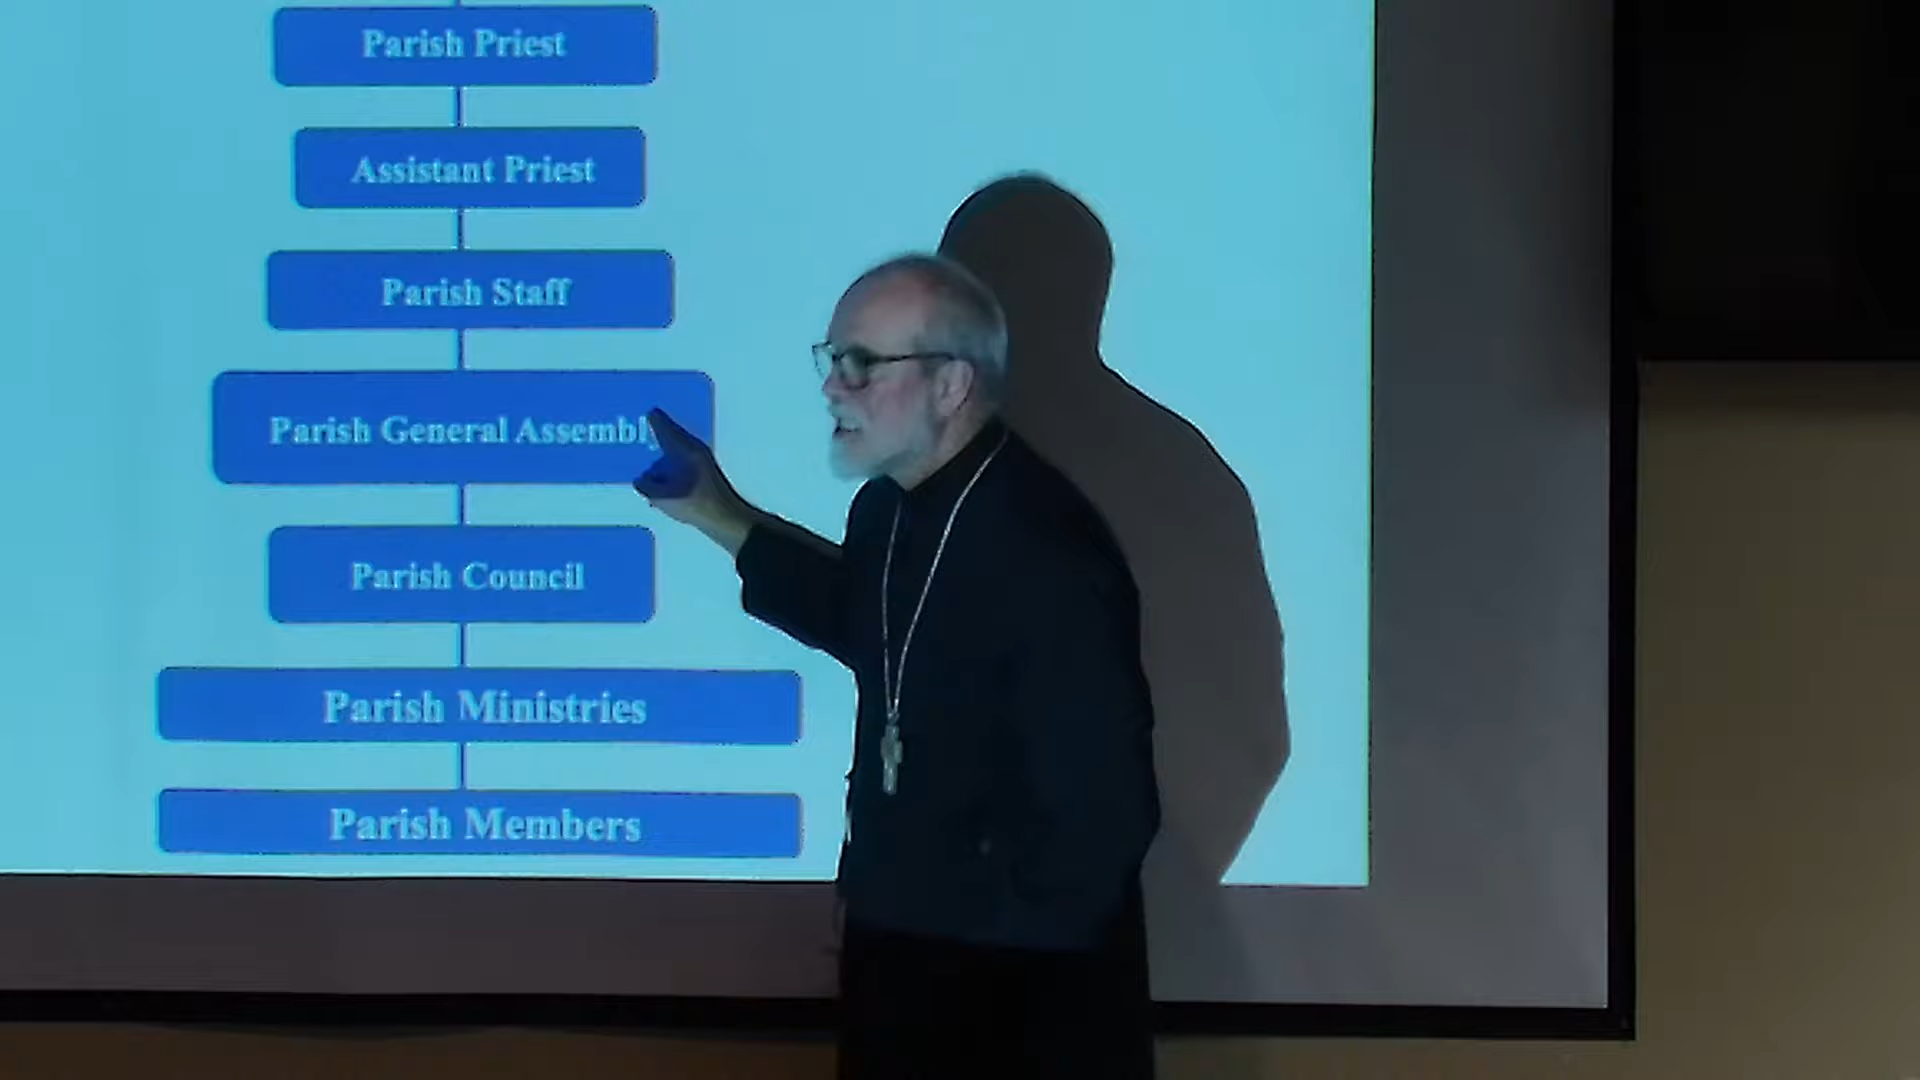 Parish Priest
Assistant Priest
Parish Staff
Parish General Assembly
Parish Council
Parish Ministries
Parish Members